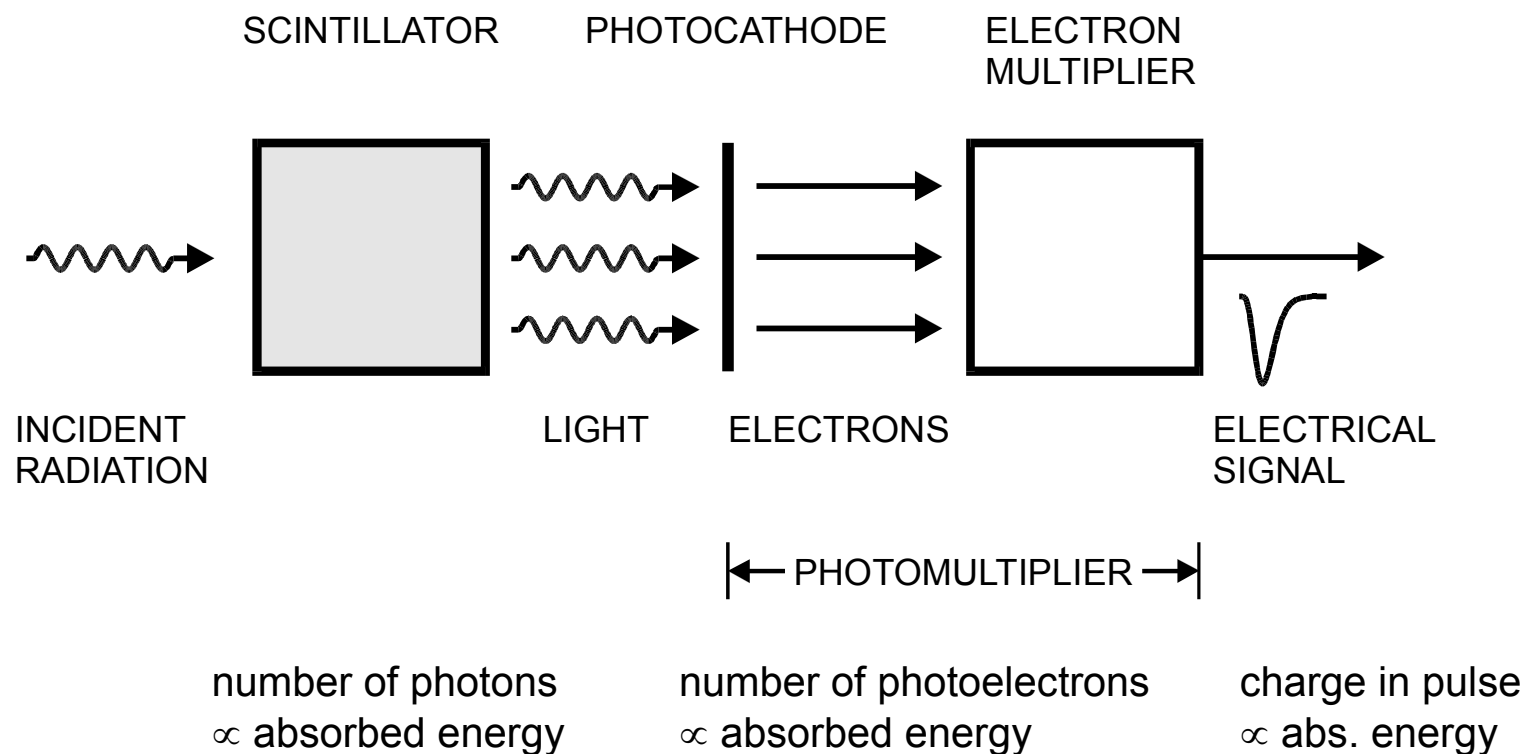 SCINTILLATOR
PHOTOCATHODE
ELECTRON
MULTIPLIER
INCIDENT
RADIATION
LIGHT
ELECTRONS
ELECTRICAL
SIGNAL
PHOTOMULTIPLIER
number of photons
∝ absorbed energy
number of photoelectrons
∝ absorbed energy
charge in pulse
∝ abs. energy